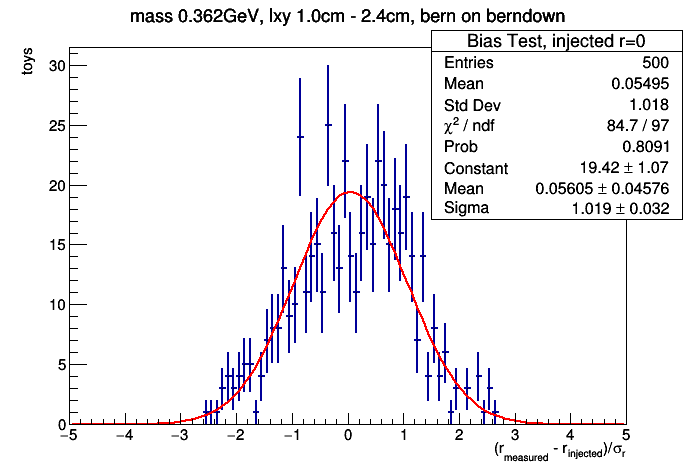 mass 0.362GeV, lxy 1.0cm - 2.4cm, bern on berndown
Bias Test, injected r=0
Entries 500
Mean 0.05495
Std Dev 1.018
χ² / ndf 84.7 / 97
Prob 0.8091
Constant 19.42 ± 1.07
Mean 0.05605 ± 0.04576
Sigma 1.019 ± 0.032
toys
30
25
20
15
10
5
0
−5 −4 −3 −2 −1 0 1 2 3 4 5
(r_measured - r_injected)/σ_r